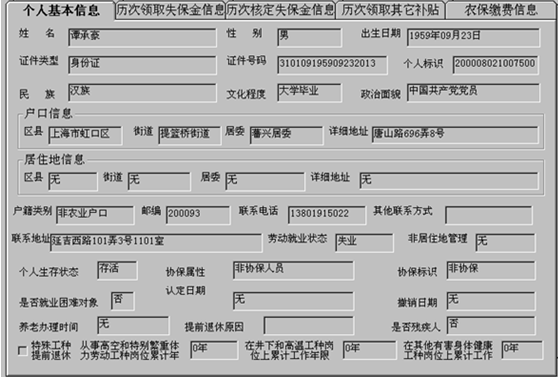 个人基本信息 历次领取失保金信息 历次核定失保金信息 历次领取其它补贴 农保缴费信息
姓 名 谭承豪 性 别 男 出生日期 1959年09月23日
证件类型 身份证 证件号码 310109195909232013 个人标识 200008021007500
民 族 汉族 文化程度 大学毕业 政治面貌 中国共产党党员
户口信息
区县 上海市虹口区 街道 提篮桥街道 居委 蕃兴居委 详细地址 唐山路696弄8号
居住地信息
区县 无 街道 无 居委 无 详细地址 无
户籍类别 非农业户口 邮编 200093 联系电话 13801915022 其他联系方式
联系地址 延吉西路101弄3号1101室 劳动就业状态 失业 非居住地管理 无
个人生存状态 存活 协保属性 非协保人员 协保标识 非协保
是否就业困难对象 否 认定日期 无 撤销日期 无
养老办理时间 无 提前退休原因 是否残疾人 否
特殊工种 从事高空和特别繁重体 0年 在井下和高温工种岗 0年 在其他有害身体健康 0年
提前退休 力劳动工种岗位累计年 位上累计工作年限 工种岗位上累计工作